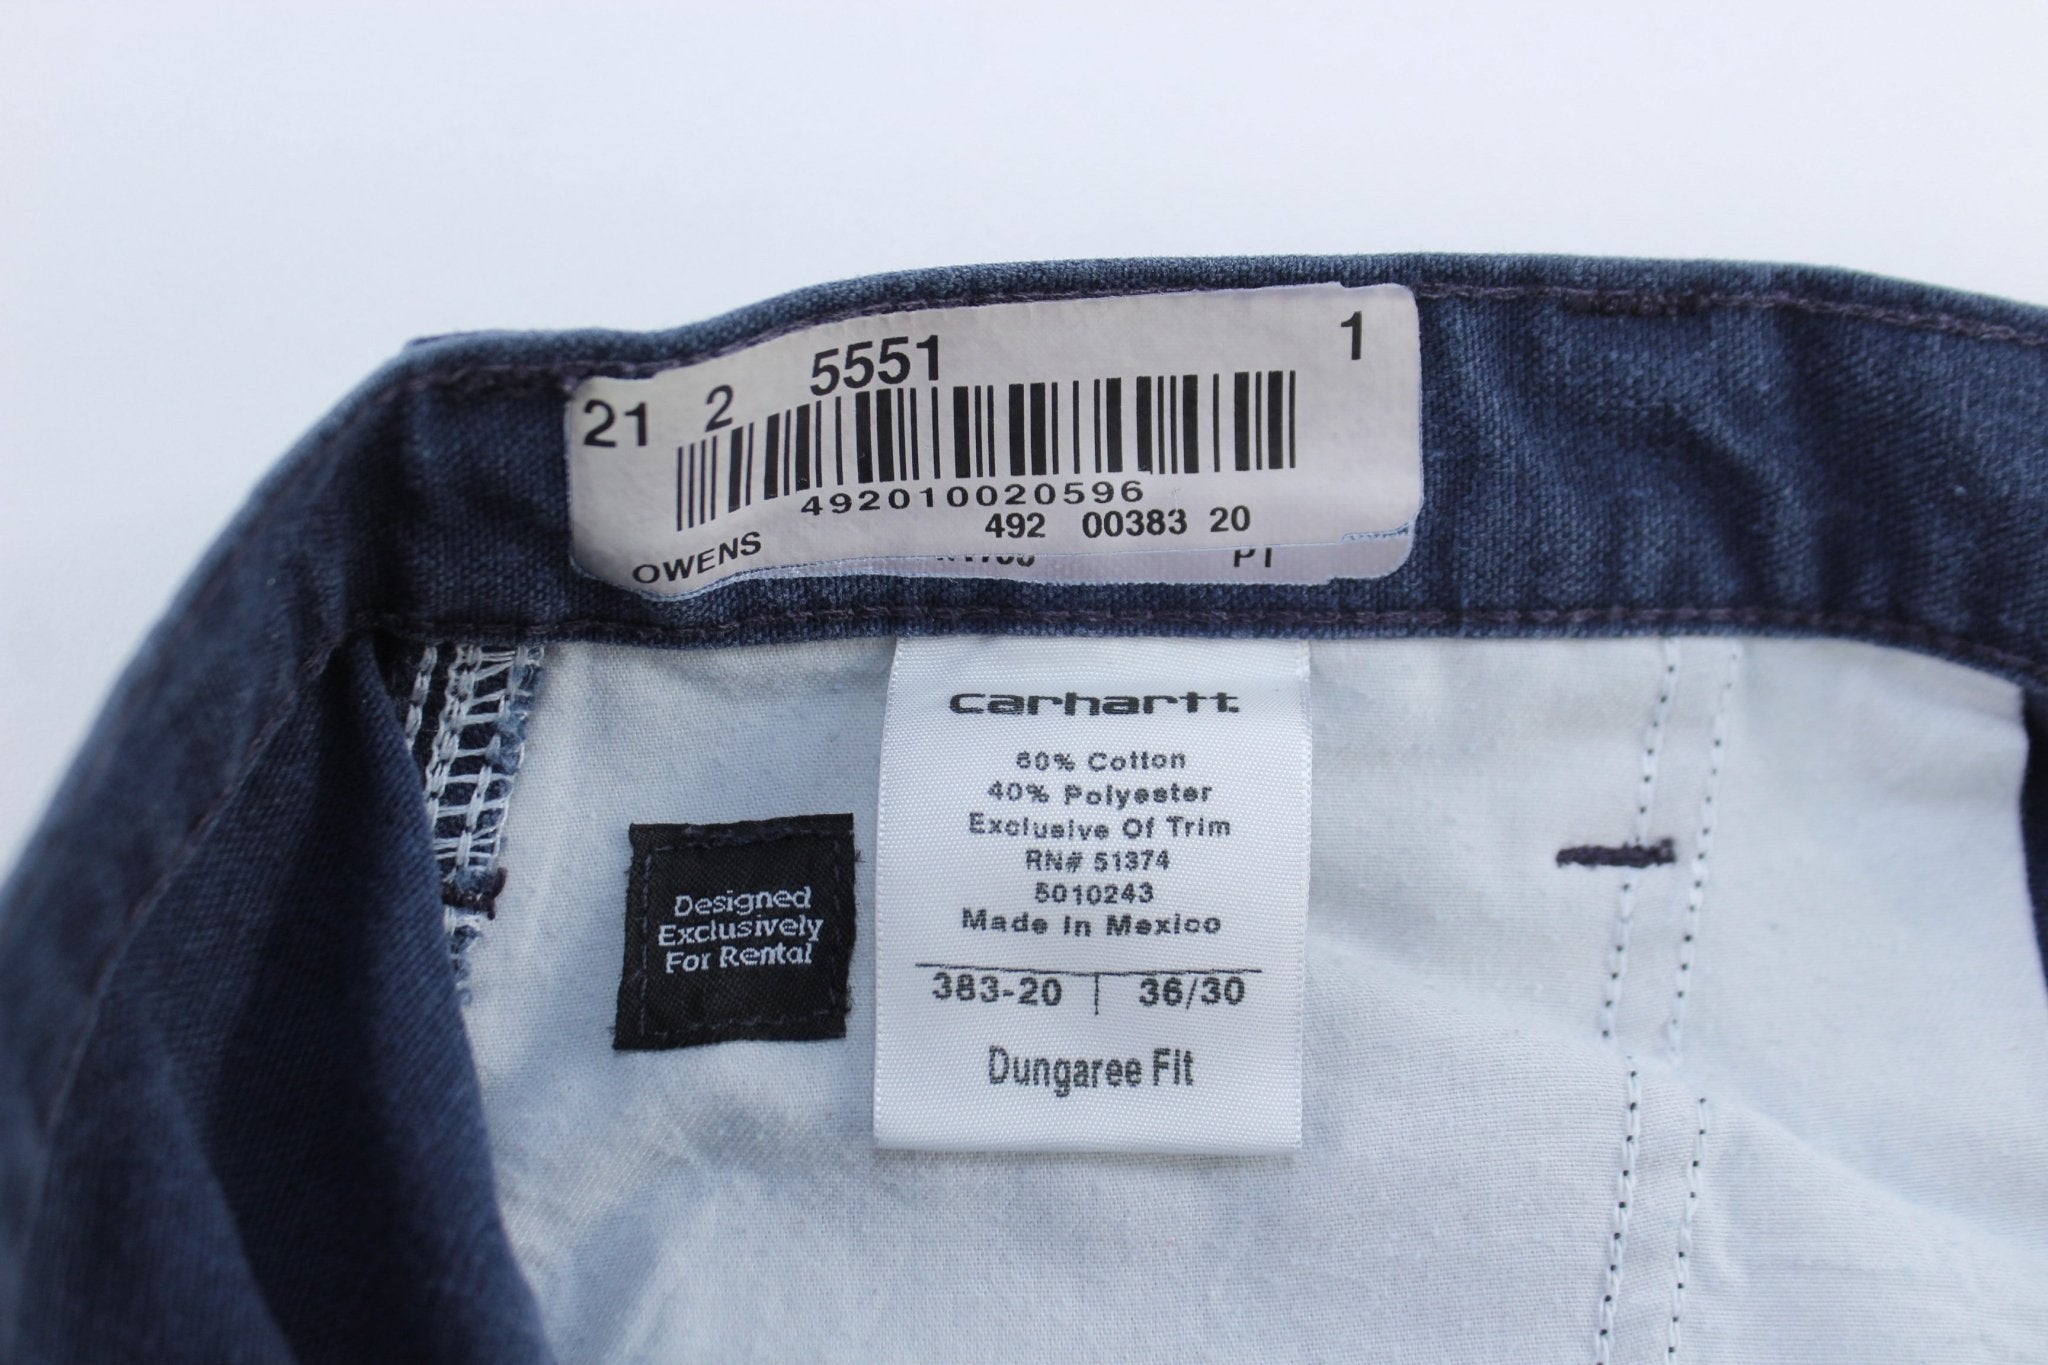 5551 1
21 2
492010020596
492 00383 20
OWENS
PT
carhartt
60% Cotton
40% Polyester
Exclusive Of Trim
RN# 51374
5010243
Made In Mexico
383-20 | 36/30
Dungaree Fit
Designed
Exclusively
For Rental